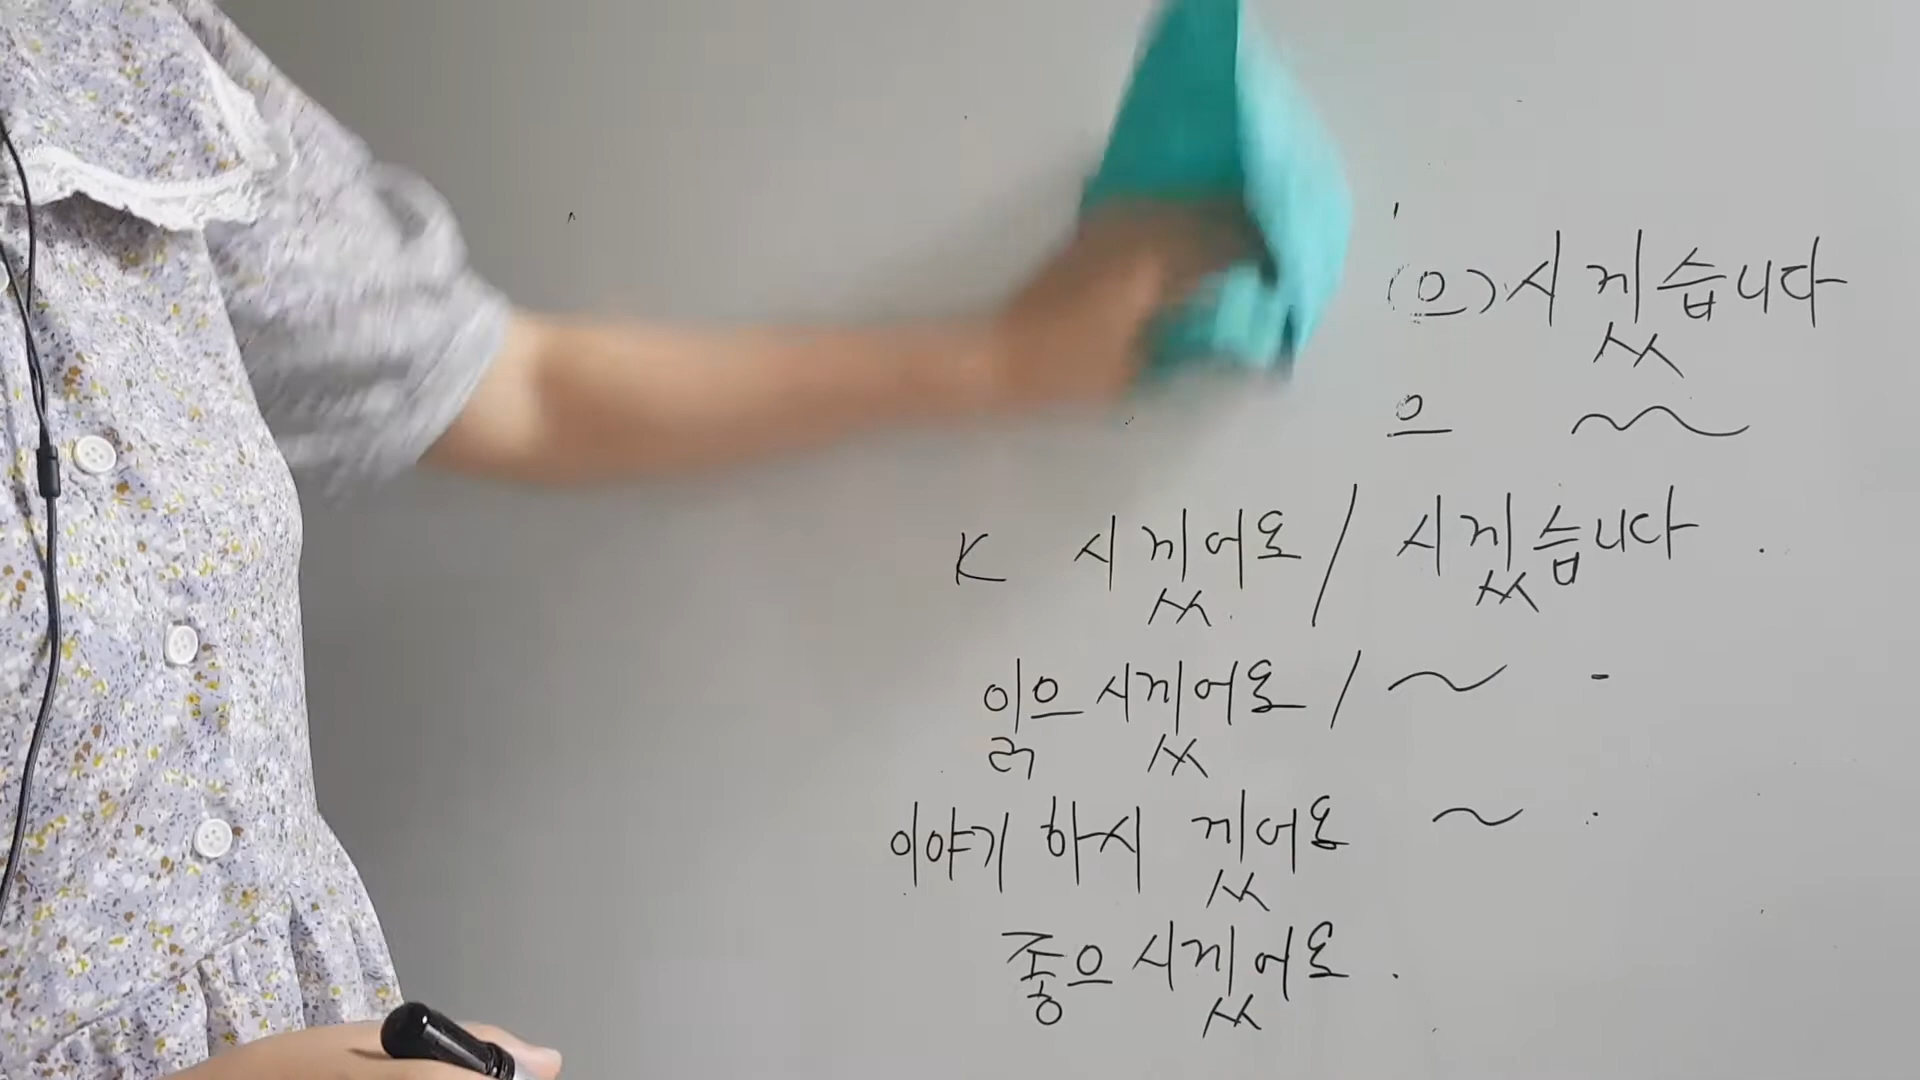 (으)시겠습니다
으 ~
K 시겠어요 / 시겠습니다.
읽으시겠어요 / ~ -
이야기 하시겠어요 ~ .
좋으시겠어요.